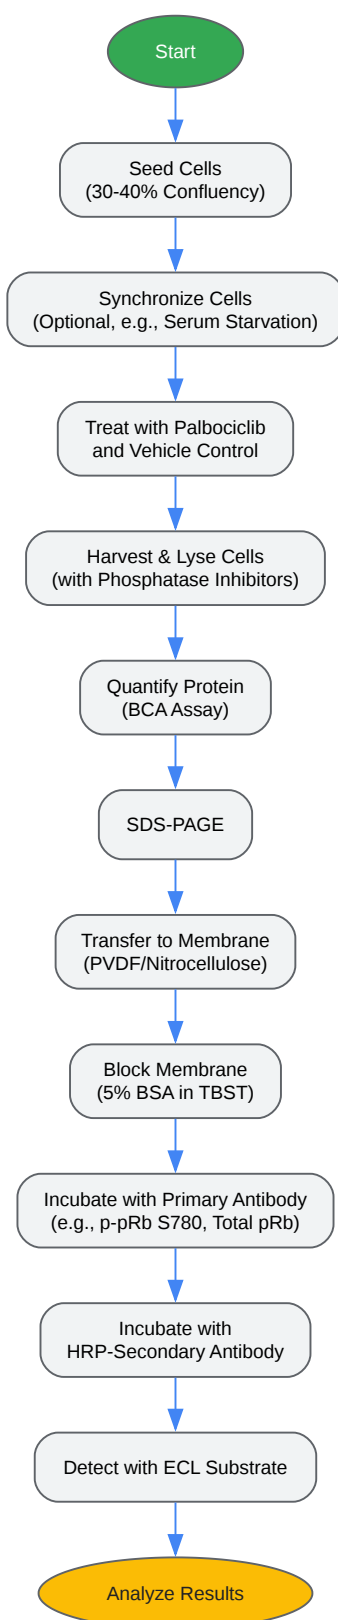 Start
Seed Cells
(30-40% Confluency)
Synchronize Cells
(Optional, e.g., Serum Starvation)
Treat with Palbociclib
and Vehicle Control
Harvest & Lyse Cells
(with Phosphatase Inhibitors)
Quantify Protein
(BCA Assay)
SDS-PAGE
Transfer to Membrane
(PVDF/Nitrocellulose)
Block Membrane
(5% BSA in TBST)
Incubate with Primary Antibody
(e.g., p-pRb S780, Total pRb)
Incubate with
HRP-Secondary Antibody
Detect with ECL Substrate
Analyze Results